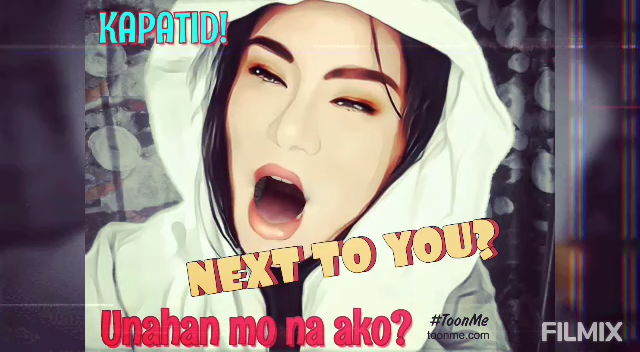 KAPATID!
NEXT TO YOU?
Unahan mo na ako?
#ToonMe
toonme.com
FILMIX